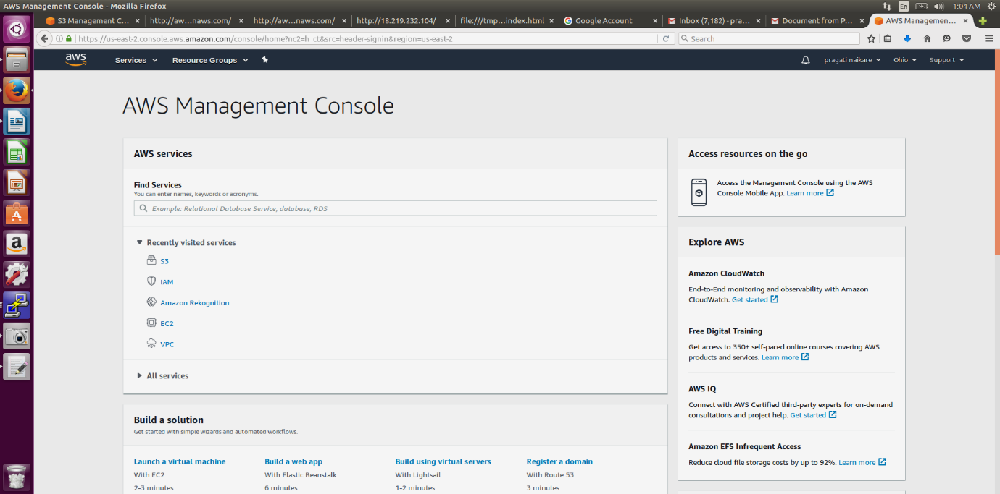 AWS Management Console - Mozilla Firefox
En
1:04 AM
S3 Management C... ×
http://aw....naws.com/ ×
http://aw....naws.com/ ×
http://18.219.232.104/ ×
file:///tmp...index.html ×
Google Account ×
Inbox (7,182) - pra... ×
Document from P... ×
AWS Managemen... ×
https://us-east-2.console.aws.amazon.com/console/home?nc2=h_ct&src=header-signin&region=us-east-2
Search
aws
Services
Resource Groups
pragati naikare
Ohio
Support
AWS Management Console
AWS services
Find Services
You can enter names, keywords or acronyms.
Example: Relational Database Service, database, RDS
Recently visited services
S3
IAM
Amazon Rekognition
EC2
VPC
All services
Build a solution
Get started with simple wizards and automated workflows.
Launch a virtual machine
With EC2
2-3 minutes
Build a web app
With Elastic Beanstalk
6 minutes
Build using virtual servers
With Lightsail
1-2 minutes
Register a domain
With Route 53
3 minutes
Access resources on the go
Access the Management Console using the AWS
Console Mobile App. Learn more
Explore AWS
Amazon CloudWatch
End-to-End monitoring and observability with Amazon
CloudWatch. Get started
Free Digital Training
Get access to 350+ self-paced online courses covering AWS
products and services. Learn more
AWS IQ
Connect with AWS Certified third-party experts for on-demand
consultations and project help. Get started
Amazon EFS Infrequent Access
Reduce cloud file storage costs by up to 92%. Learn more